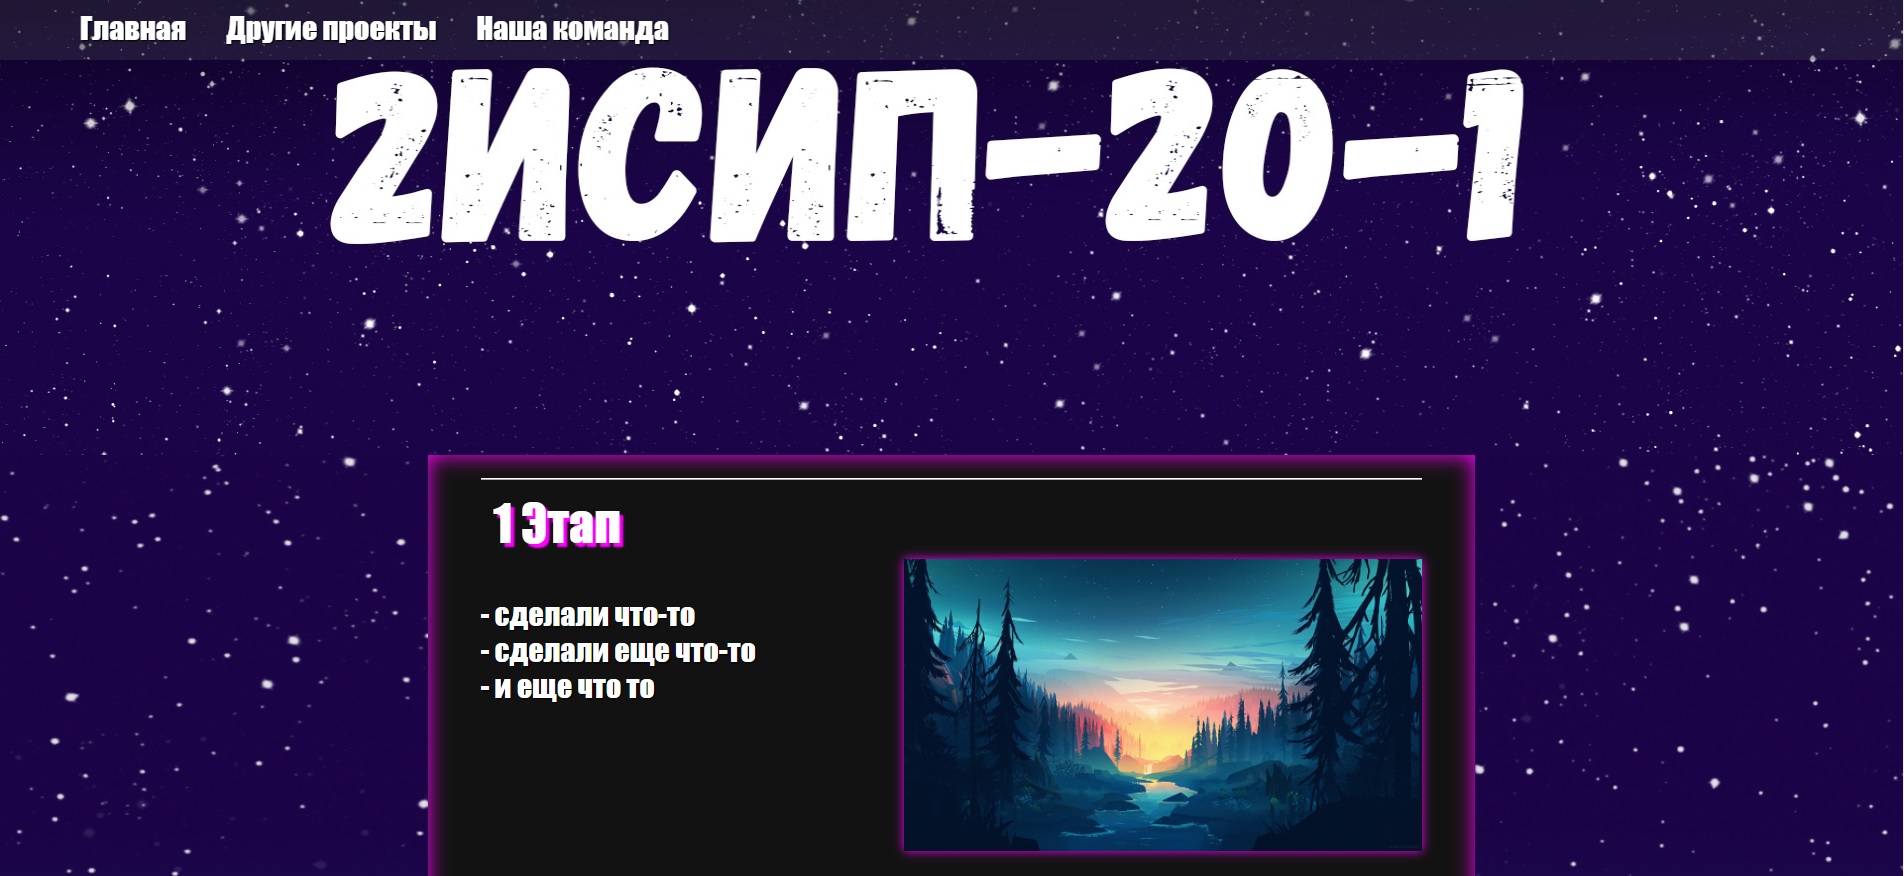 Главная Другие проекты Наша команда
2ИСИП-20-1
1 Этап
- сделали что-то
- сделали еще что-то
- и еще что то